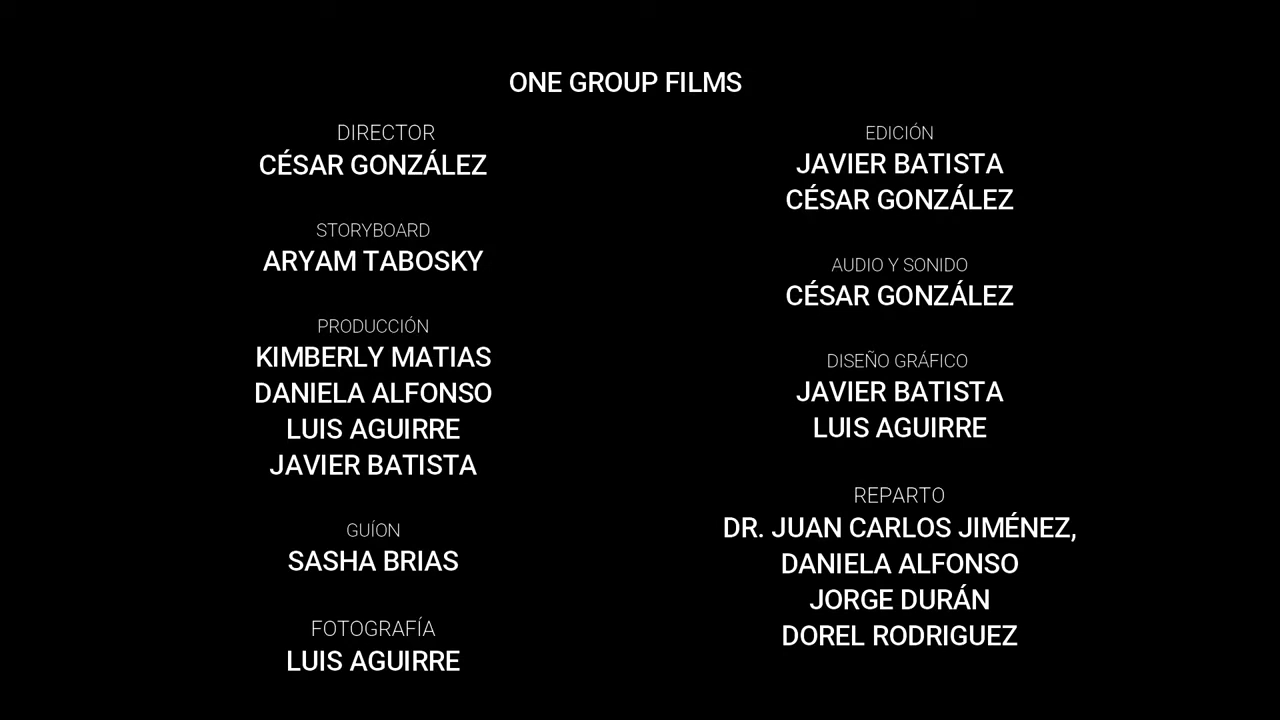 ONE GROUP FILMS
DIRECTOR
CÉSAR GONZÁLEZ
STORYBOARD
ARYAM TABOSKY
PRODUCCIÓN
KIMBERLY MATIAS
DANIELA ALFONSO
LUIS AGUIRRE
JAVIER BATISTA
GUÍON
SASHA BRIAS
FOTOGRAFÍA
LUIS AGUIRRE
EDICIÓN
JAVIER BATISTA
CÉSAR GONZÁLEZ
AUDIO Y SONIDO
CÉSAR GONZÁLEZ
DISEÑO GRÁFICO
JAVIER BATISTA
LUIS AGUIRRE
REPARTO
DR. JUAN CARLOS JIMÉNEZ,
DANIELA ALFONSO
JORGE DURÁN
DOREL RODRIGUEZ